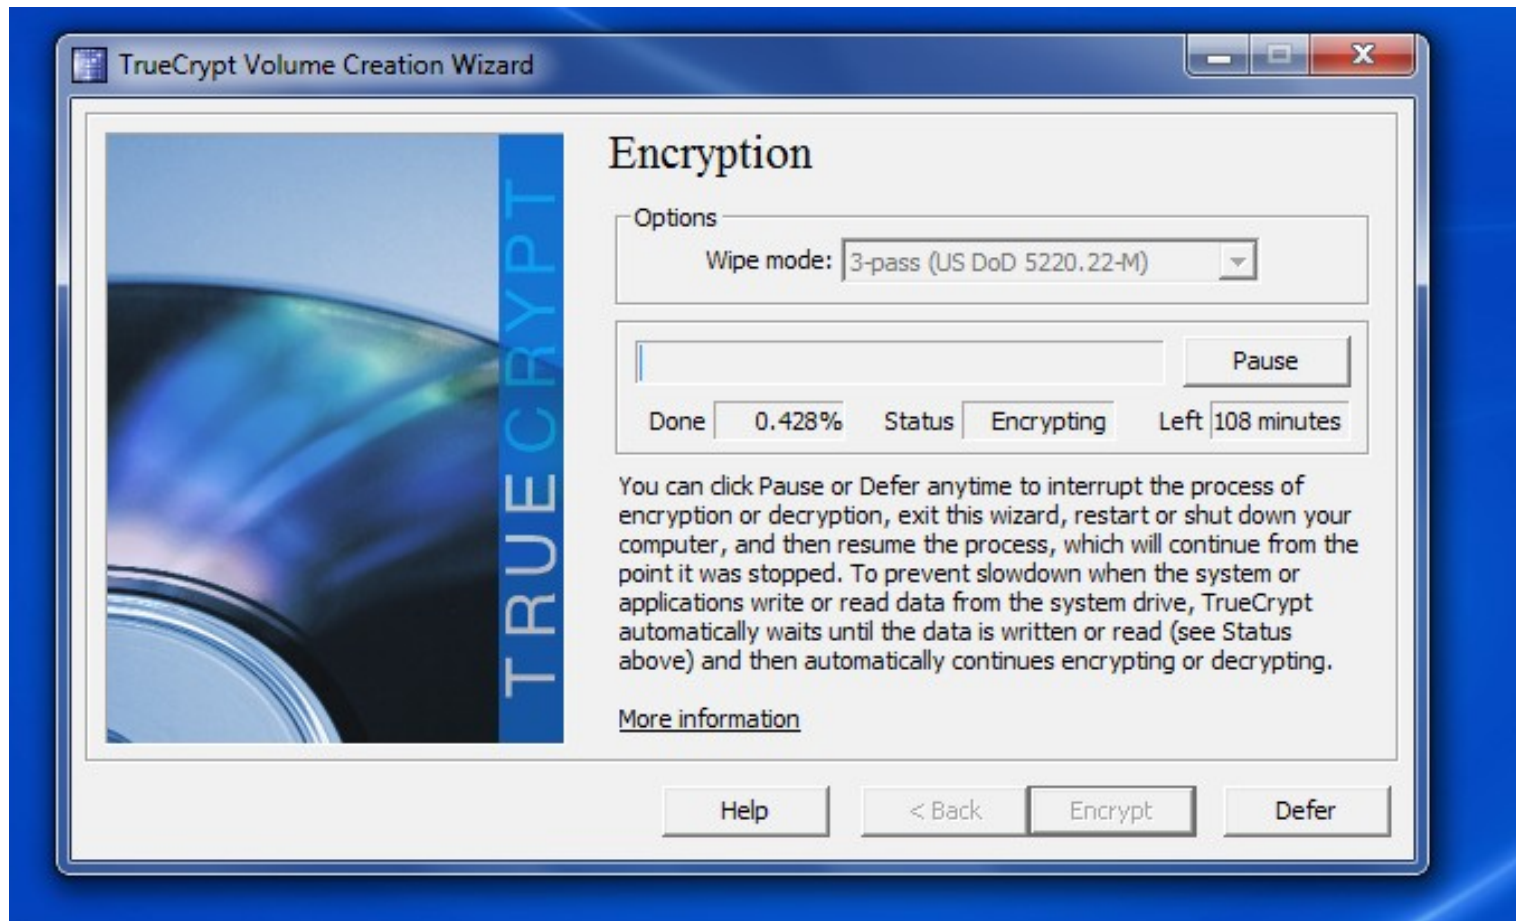 TrueCrypt Volume Creation Wizard
X
TRUECRYPT
Encryption
Options
Wipe mode: 3-pass (US DoD 5220.22-M)
Pause
Done 0.428% Status Encrypting Left 108 minutes
You can click Pause or Defer anytime to interrupt the process of
encryption or decryption, exit this wizard, restart or shut down your
computer, and then resume the process, which will continue from the
point it was stopped. To prevent slowdown when the system or
applications write or read data from the system drive, TrueCrypt
automatically waits until the data is written or read (see Status
above) and then automatically continues encrypting or decrypting.
More information
Help < Back Encrypt Defer